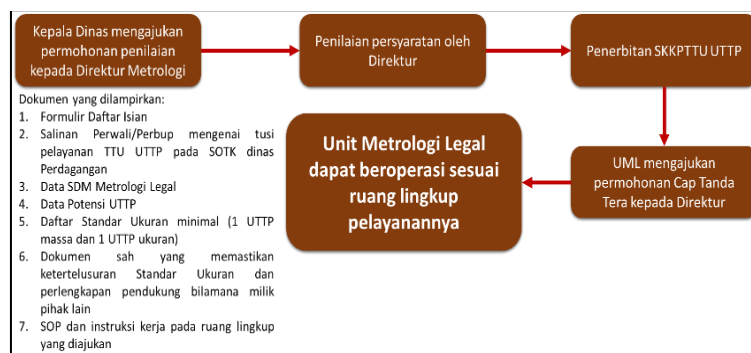 Kepala Dinas mengajukan
permohonan penilaian
kepada Direktur Metrologi
Penilaian persyaratan oleh
Direktur
Penerbitan SKKPTTU UTTP
UML mengajukan
permohonan Cap Tanda
Tera kepada Direktur
Unit Metrologi Legal
dapat beroperasi sesuai
ruang lingkup
pelayanannya
Dokumen yang dilampirkan:
1. Formulir Daftar Isian
2. Salinan Perwali/Perbup mengenai tusi
pelayanan TTU UTTP pada SOTK dinas
Perdagangan
3. Data SDM Metrologi Legal
4. Data Potensi UTTP
5. Daftar Standar Ukuran minimal (1 UTTP
massa dan 1 UTTP ukuran)
6. Dokumen sah yang memastikan
ketertelusuran Standar Ukuran dan
perlengkapan pendukung bilamana milik
pihak lain
7. SOP dan instruksi kerja pada ruang lingkup
yang diajukan